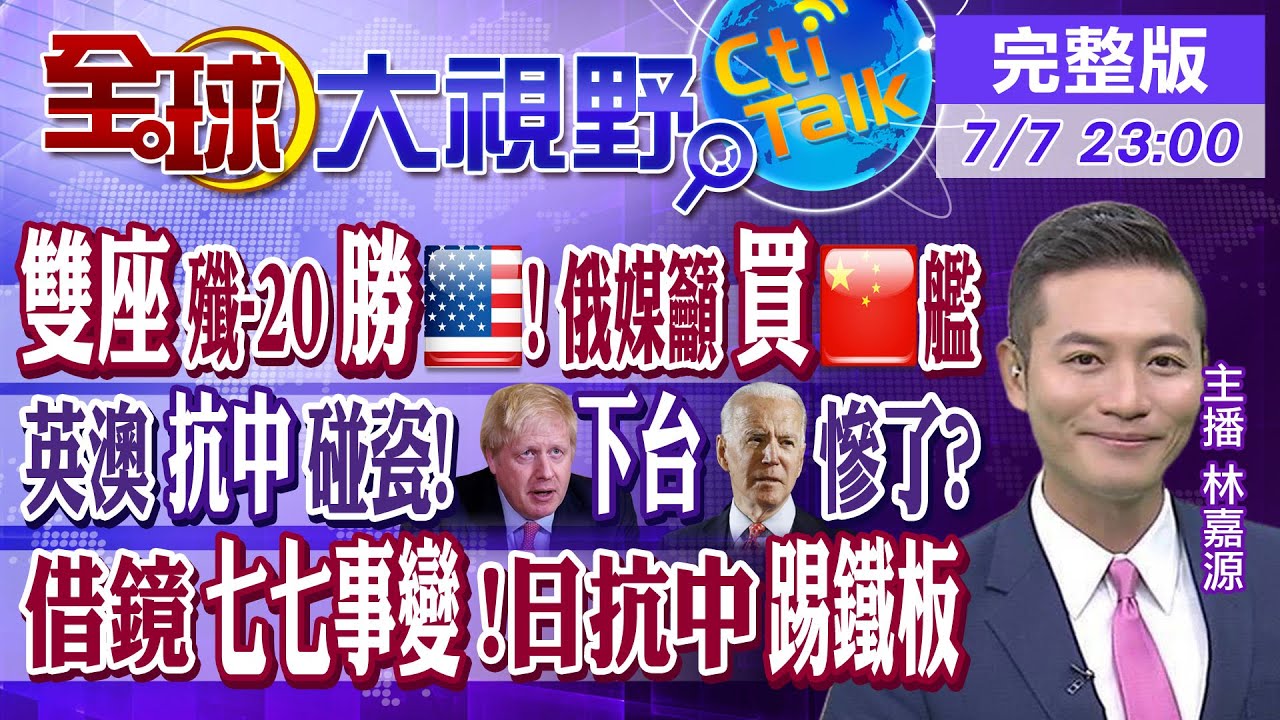 全球大視野
Cti
Talk
完整版
7/7 23:00
雙座殲-20勝!俄媒籲買艦
英澳抗中碰瓷!下台慘了?
借鏡七七事變!日抗中踢鐵板
主播 林嘉源